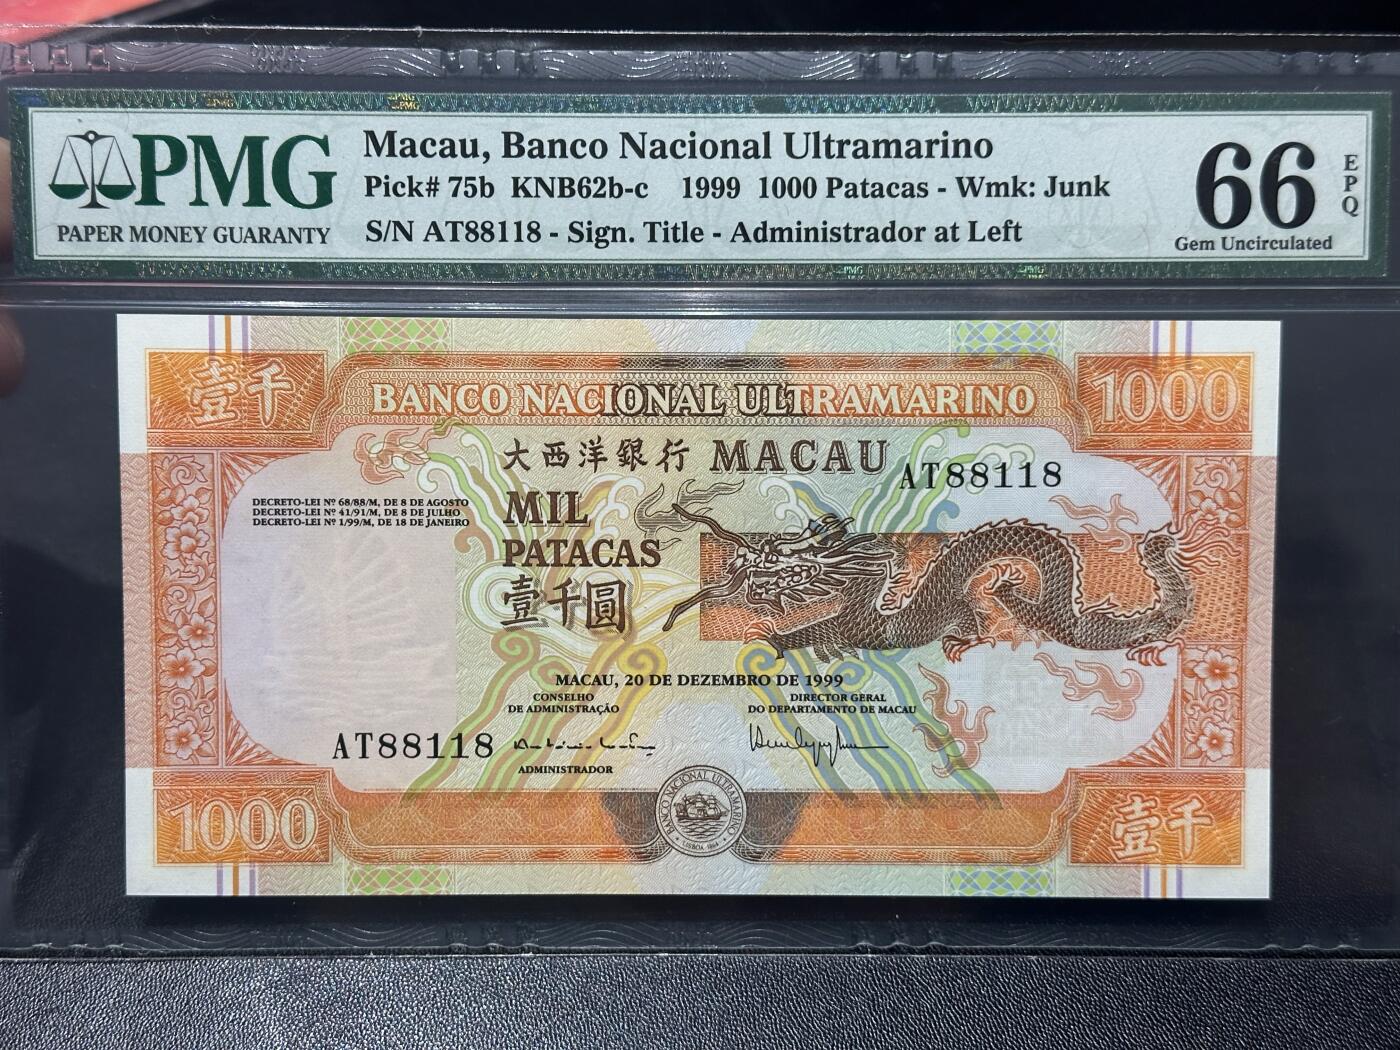 PMG
PAPER MONEY GUARANTY
Macau, Banco Nacional Ultramarino
Pick# 75b KNB62b-c 1999 1000 Patacas - Wmk: Junk
S/N AT88118 - Sign. Title - Administrador at Left
66
EPQ
Gem Uncirculated
壹千
BANCO NACIONAL ULTRAMARINO
1000
大西洋銀行 MACAU
AT88118
DECRETO-LEI Nº 68/88/M, DE 8 DE AGOSTO
DECRETO-LEI Nº 41/91/M, DE 8 DE JULHO
DECRETO-LEI Nº 1/99/M, DE 18 DE JANEIRO
MIL
PATACAS
壹千圓
MACAU, 20 DE DEZEMBRO DE 1999
CONSELHO
DE ADMINISTRAÇÃO
DIRECTOR GERAL
DO DEPARTAMENTO DE MACAU
AT88118
ADMINISTRADOR
1000
BANCO NACIONAL ULTRAMARINO
LISBOA 1864
壹千